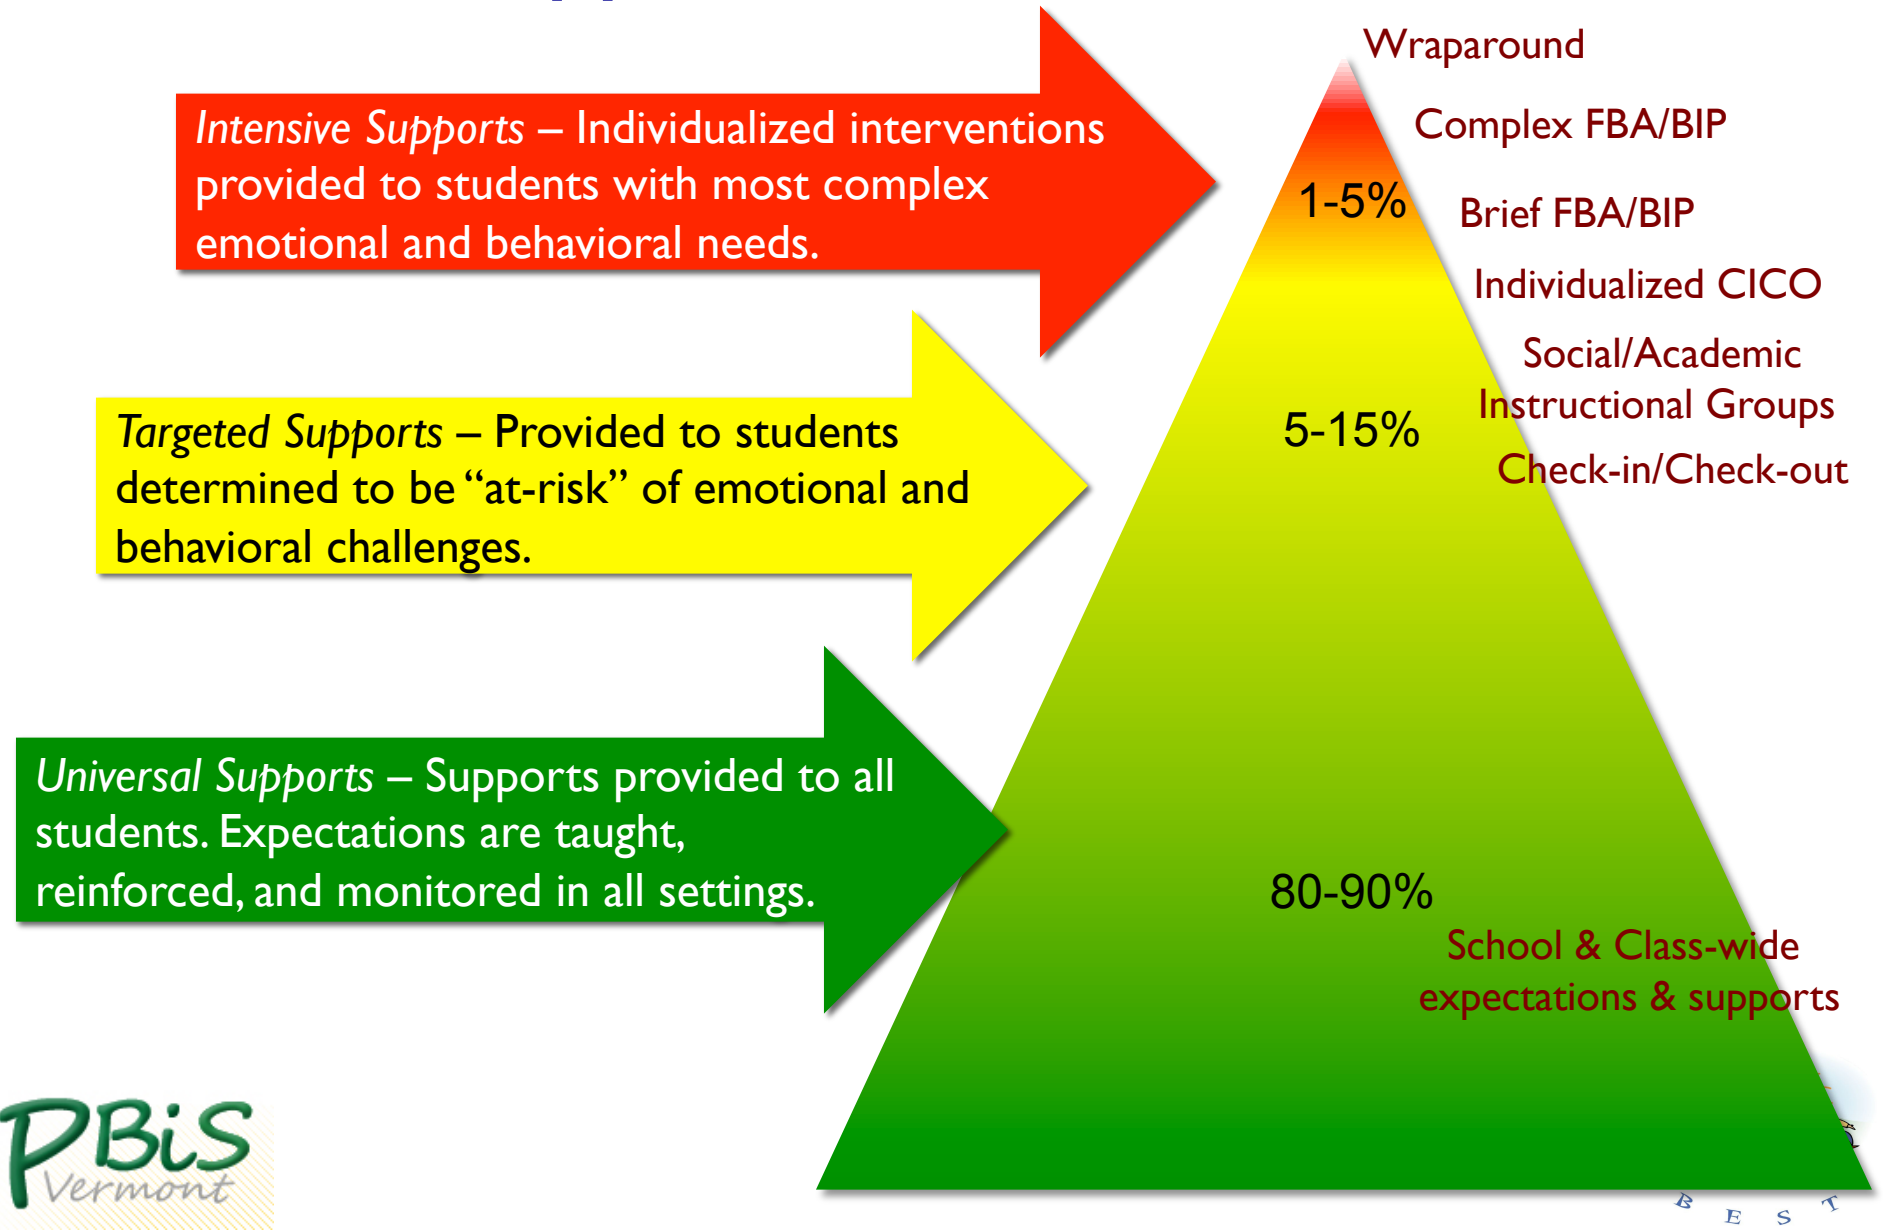 Intensive Supports – Individualized interventions
provided to students with most complex
emotional and behavioral needs.
Targeted Supports – Provided to students
determined to be “at-risk” of emotional and
behavioral challenges.
Universal Supports – Supports provided to all
students. Expectations are taught,
reinforced, and monitored in all settings.
Wraparound
Complex FBA/BIP
1-5%
Brief FBA/BIP
Individualized CICO
Social/Academic
Instructional Groups
5-15%
Check-in/Check-out
80-90%
School & Class-wide
expectations & supports
PBiS
Vermont
BEST